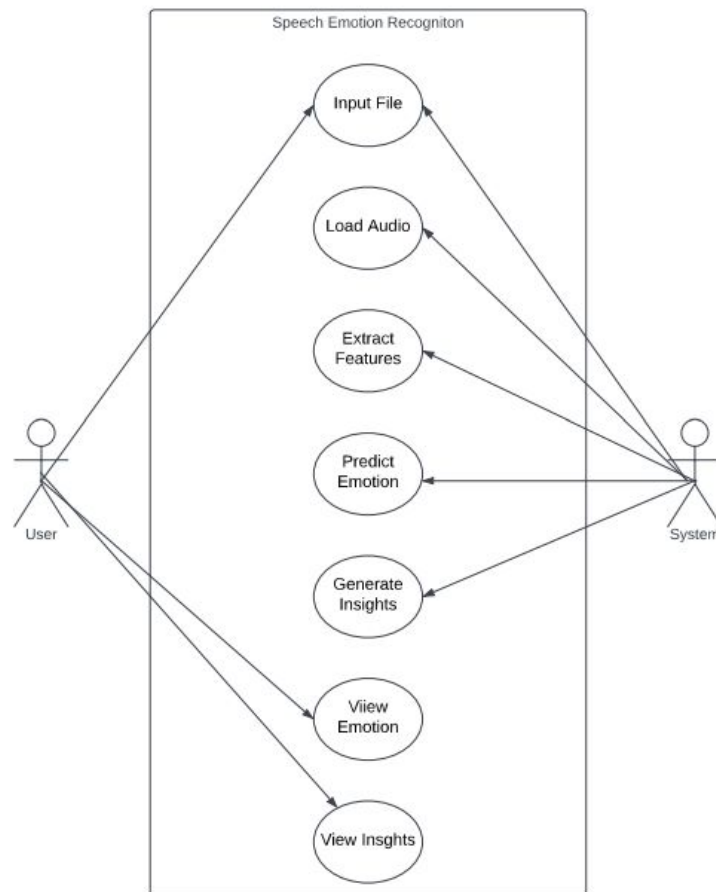 Speech Emotion Recogniton
Input File
Load Audio
Extract
Features
Predict
Emotion
User
System
Generate
Insights
Viiew
Emotion
View Insghts